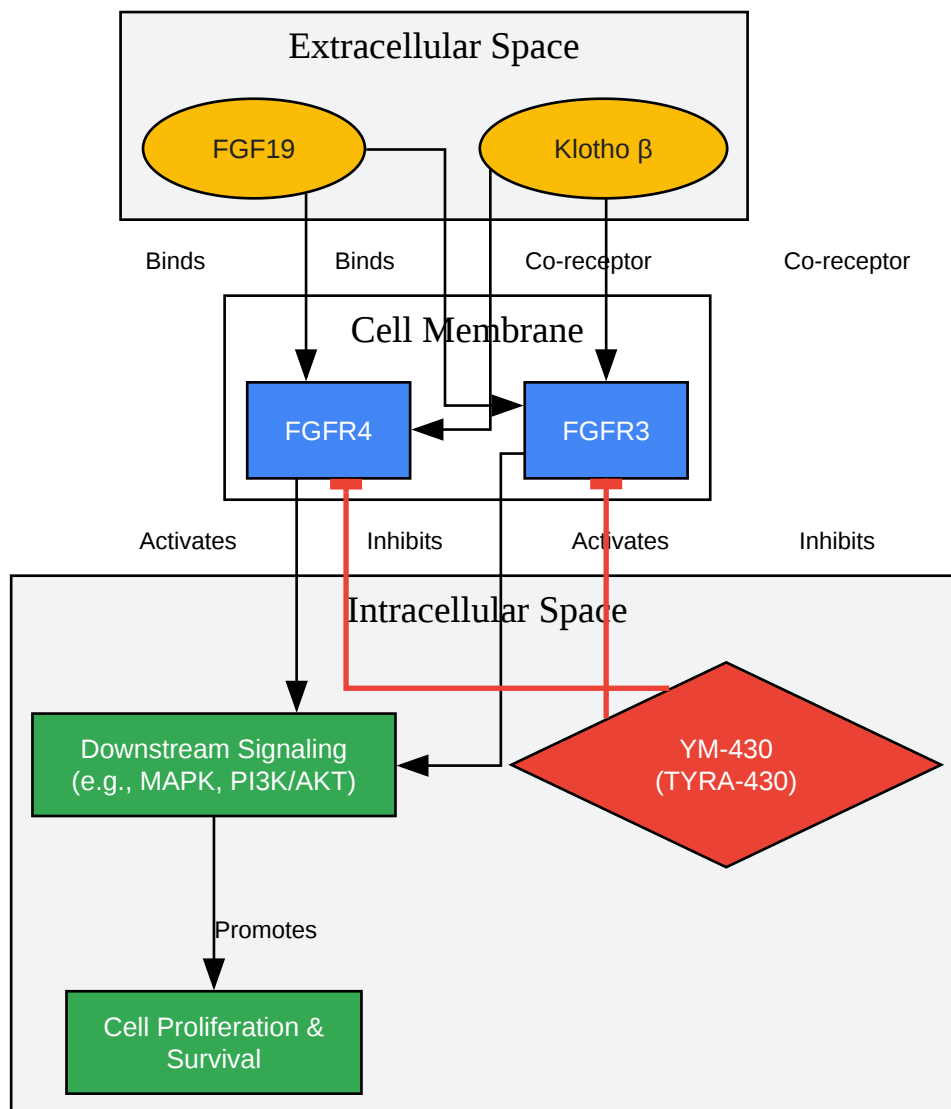 Extracellular Space
FGF19
Klotho β
Binds
Binds
Co-receptor
Co-receptor
Cell Membrane
FGFR4
FGFR3
Activates
Inhibits
Activates
Inhibits
Intracellular Space
Downstream Signaling
(e.g., MAPK, PI3K/AKT)
YM-430
(TYRA-430)
Promotes
Cell Proliferation &
Survival